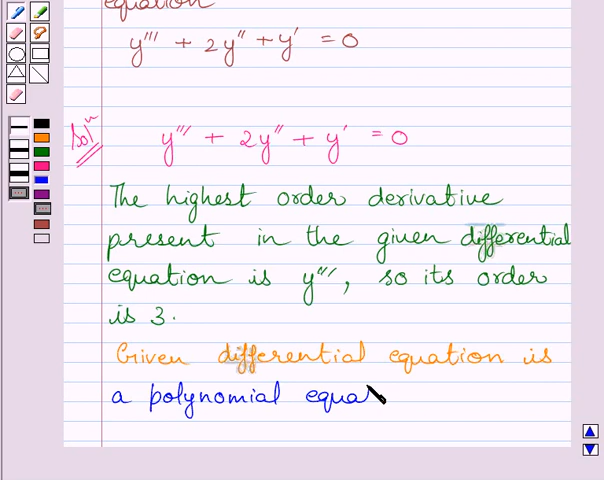 equation
y''' + 2y'' + y' = 0
Solⁿ
y''' + 2y'' + y' = 0
The highest order derivative
present in the given differential
equation is y''', so its order
is 3.
Given differential equation is
a polynomial equa